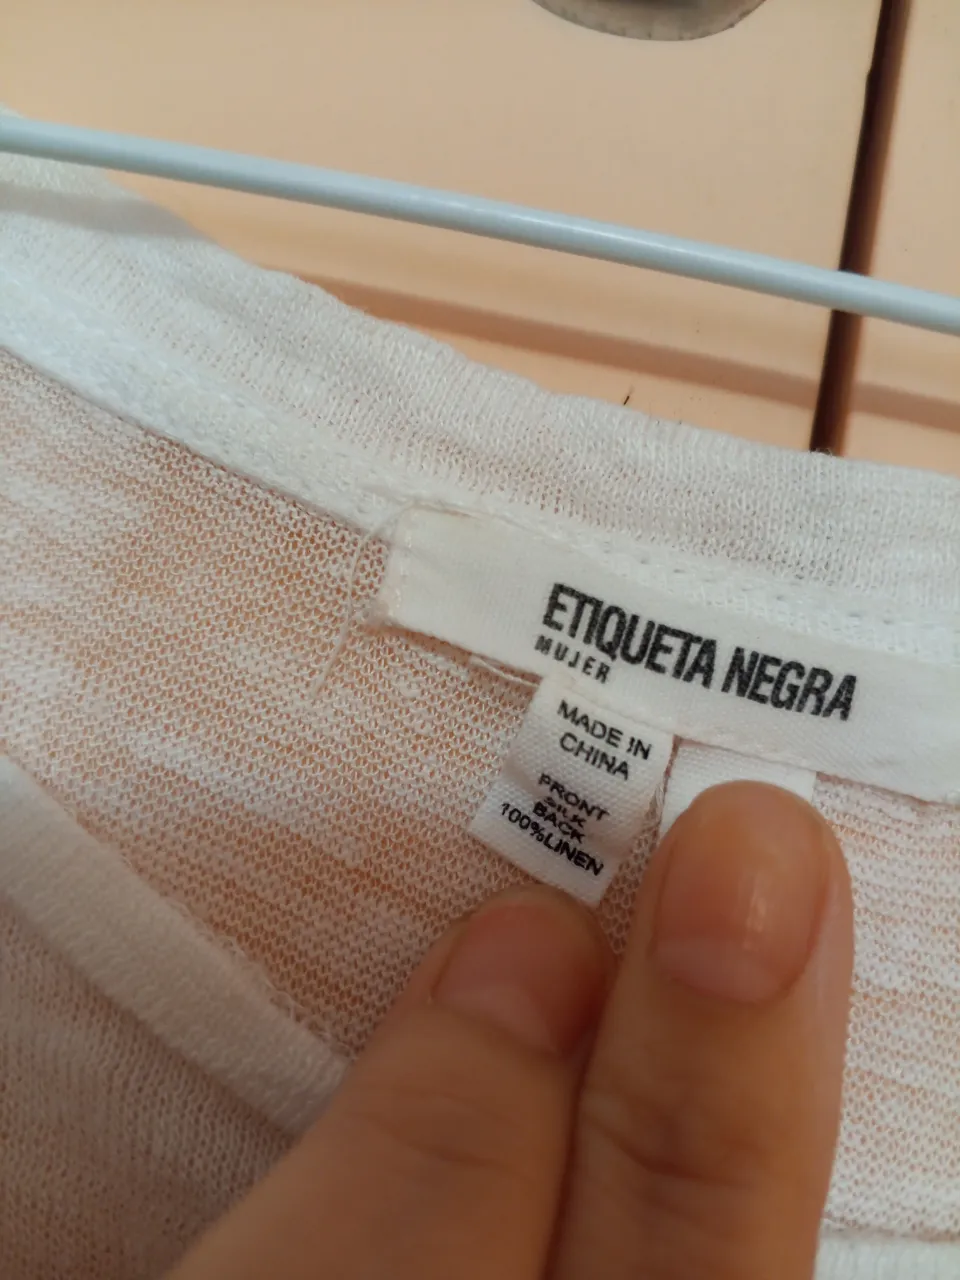 ETIQUETA NEGRA
MUJER
MADE IN
CHINA
FRONT
SILK
BACK
100%LINEN